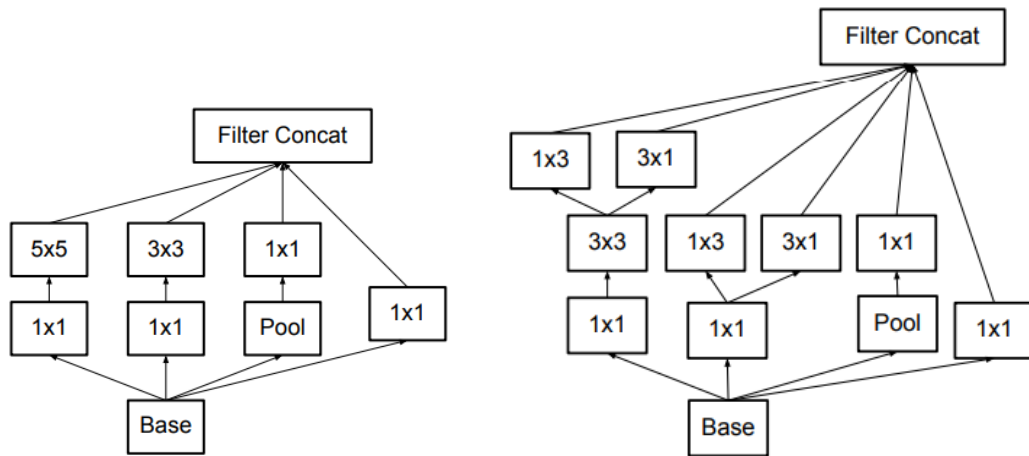 Filter Concat
5x5
3x3
1x1
1x1
1x1
Pool
1x1
Base
Filter Concat
1x3
3x1
3x3
1x3
3x1
1x1
1x1
1x1
Pool
1x1
Base